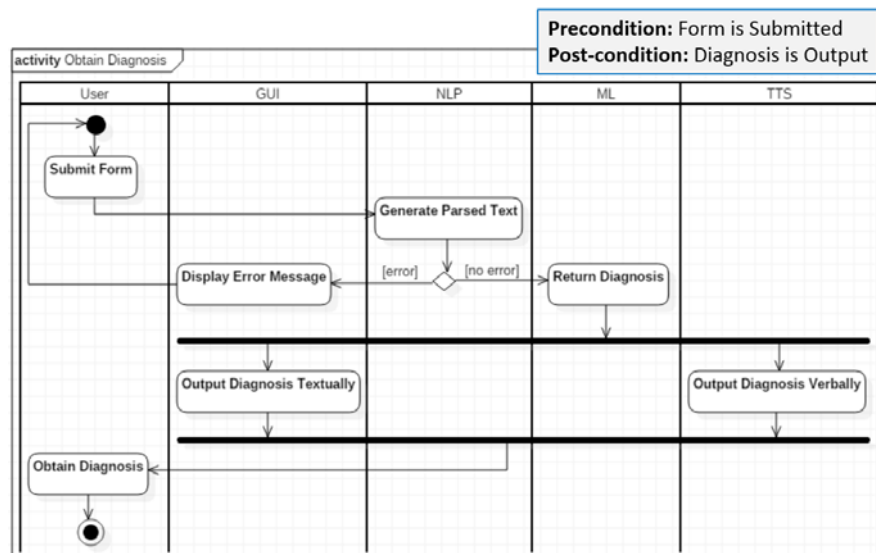 Precondition: Form is Submitted
Post-condition: Diagnosis is Output
activity Obtain Diagnosis
User
GUI
NLP
ML
TTS
Submit Form
Generate Parsed Text
Display Error Message
[error]
[no error]
Return Diagnosis
Output Diagnosis Textually
Output Diagnosis Verbally
Obtain Diagnosis